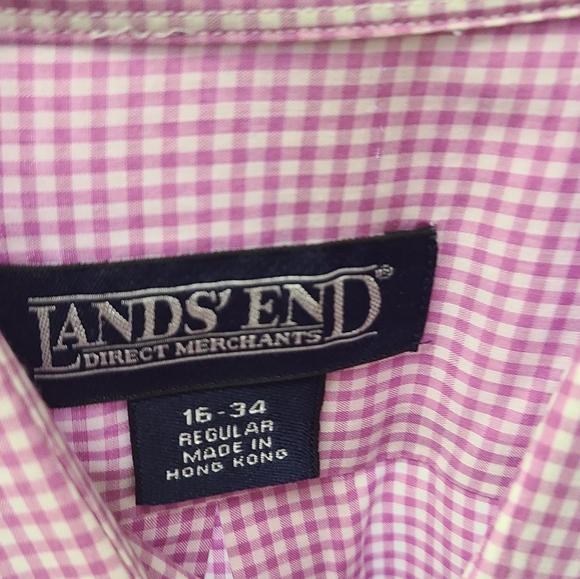 LANDS' END®
DIRECT MERCHANTS
16-34
REGULAR
MADE IN
HONG KONG